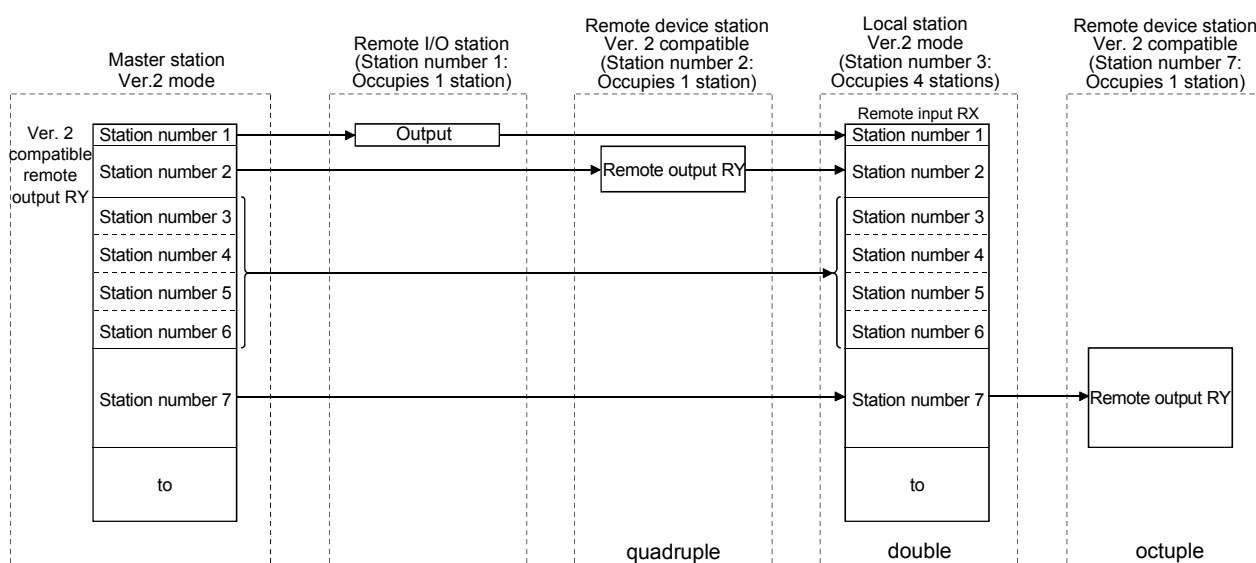 Master station
Ver.2 mode
Remote I/O station
(Station number 1:
Occupies 1 station)
Remote device station
Ver. 2 compatible
(Station number 2:
Occupies 1 station)
Local station
Ver.2 mode
(Station number 3:
Occupies 4 stations)
Remote device station
Ver. 2 compatible
(Station number 7:
Occupies 1 station)
Ver. 2
compatible
remote
output RY
Station number 1
Station number 2
Station number 3
Station number 4
Station number 5
Station number 6
Station number 7
to
Output
Remote output RY
quadruple
Remote input RX
Station number 1
Station number 2
Station number 3
Station number 4
Station number 5
Station number 6
Station number 7
to
double
Remote output RY
octuple